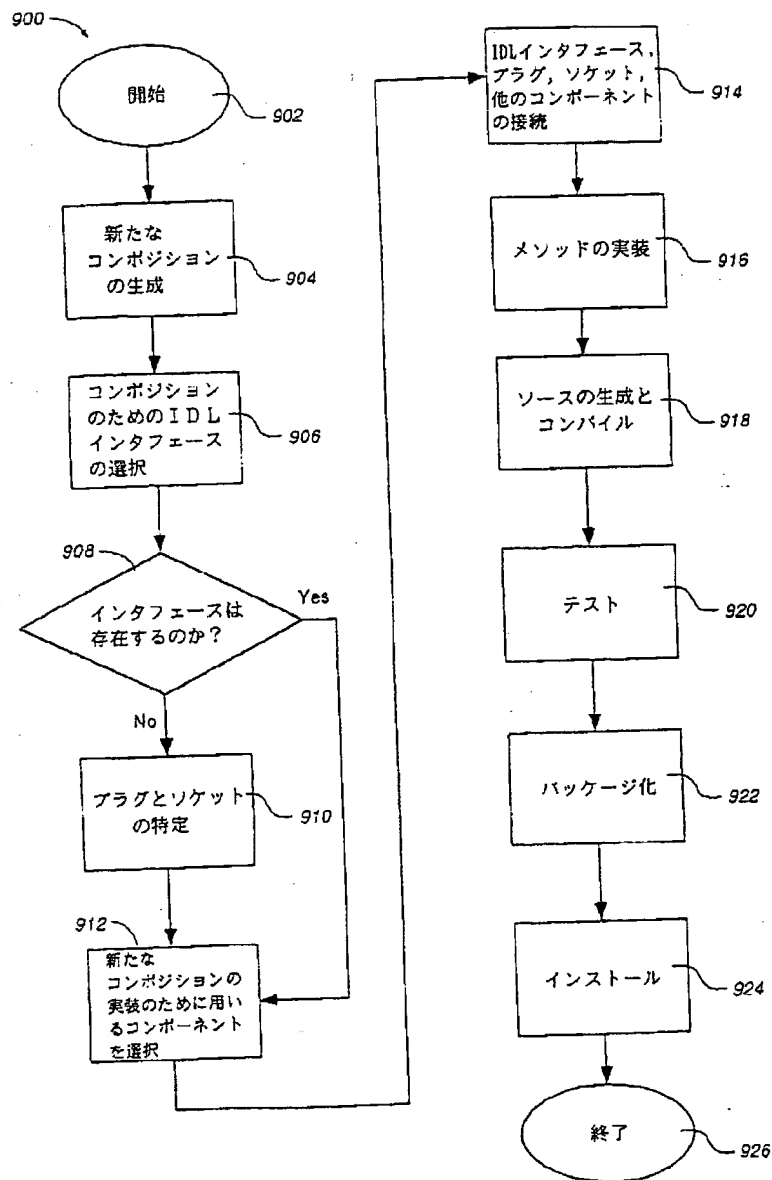 900
開始
902
新たな
コンポジション
の生成
904
コンポジション
のためのＩＤＬ
インタフェース
の選択
906
908
インタフェースは
存在するのか？
Yes
No
プラグとソケット
の特定
910
912
新たな
コンポジションの
実装のために用い
るコンポーネント
を選択
IDLインタフェース,
プラグ, ソケット,
他のコンポーネント
の接続
914
メソッドの実装
916
ソースの生成と
コンパイル
918
テスト
920
パッケージ化
922
インストール
924
終了
926